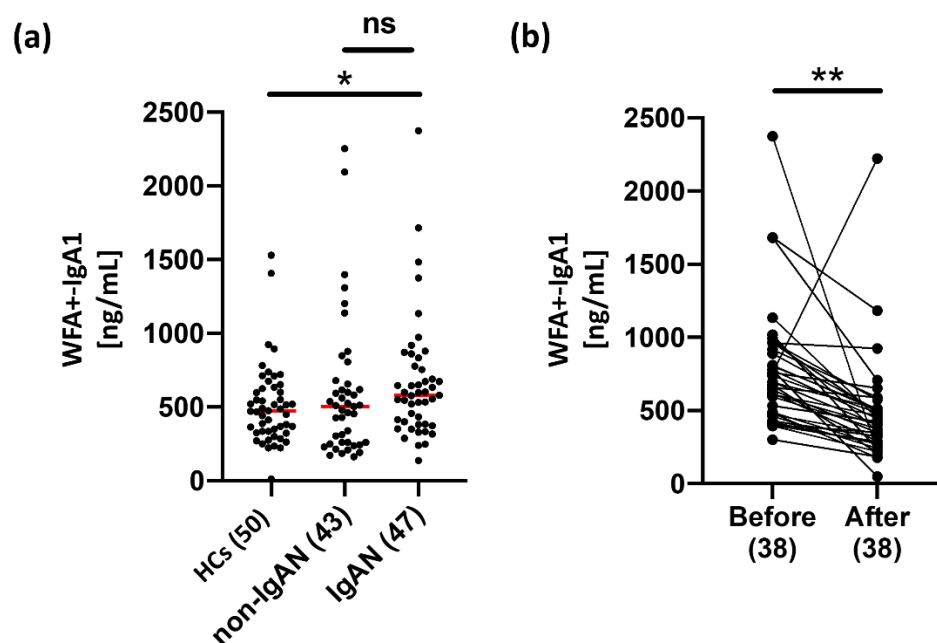 (a)
ns
*
WFA+-IgA1
[ng/mL]
2500
2000
1500
1000
500
0
HCs (50)
non-IgAN (43)
IgAN (47)
(b)
**
WFA+-IgA1
[ng/mL]
2500
2000
1500
1000
500
0
Before
(38)
After
(38)